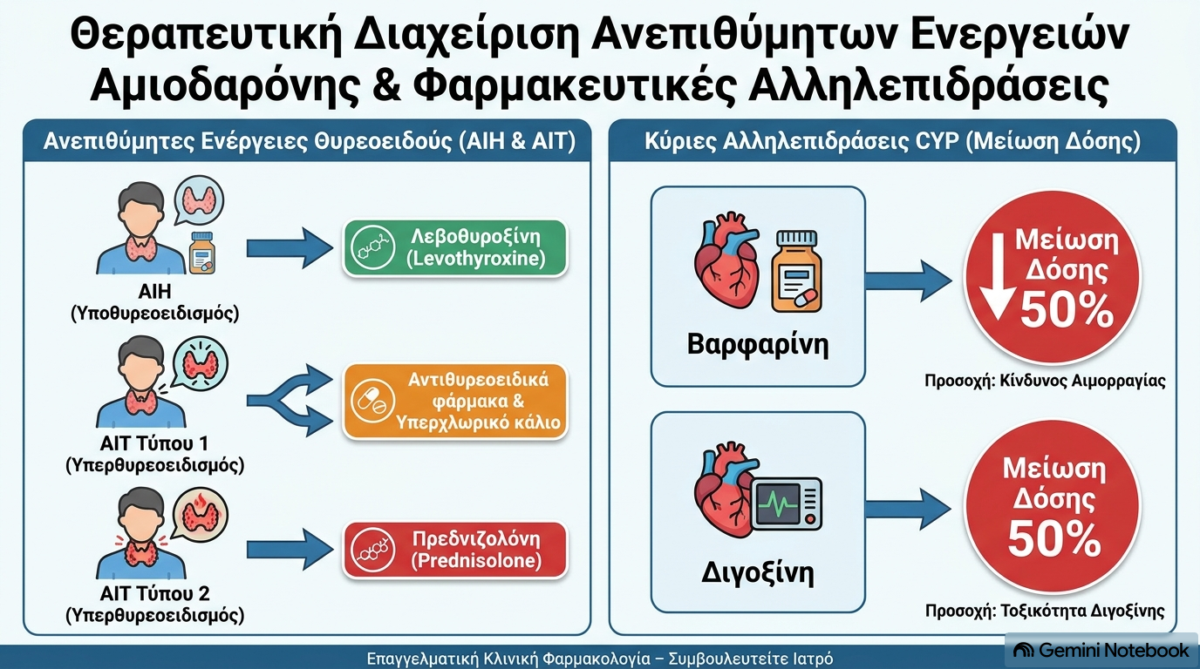 Θεραπευτική Διαχείριση Ανεπιθύμητων Ενεργειών
Αμιοδαρόνης & Φαρμακευτικές Αλληλεπιδράσεις
Ανεπιθύμητες Ενέργειες Θυρεοειδούς (AIH & AIT)
AIH
(Υποθυρεοειδισμός)
Λεβοθυροξίνη
(Levothyroxine)
AIT Τύπου 1
(Υπερθυρεοειδισμός)
Αντιθυρεοειδικά
φάρμακα &
Υπερχλωρικό κάλιο
AIT Τύπου 2
(Υπερθυρεοειδισμός)
Πρεδνιζολόνη
(Prednisolone)
Κύριες Αλληλεπιδράσεις CYP (Μείωση Δόσης)
Βαρφαρίνη
Μείωση
Δόσης
50%
Προσοχή: Κίνδυνος Αιμορραγίας
Διγοξίνη
Μείωση
Δόσης
50%
Προσοχή: Τοξικότητα Διγοξίνης
Επαγγελματική Κλινική Φαρμακολογία – Συμβουλευτείτε Ιατρό
Gemini Notebook